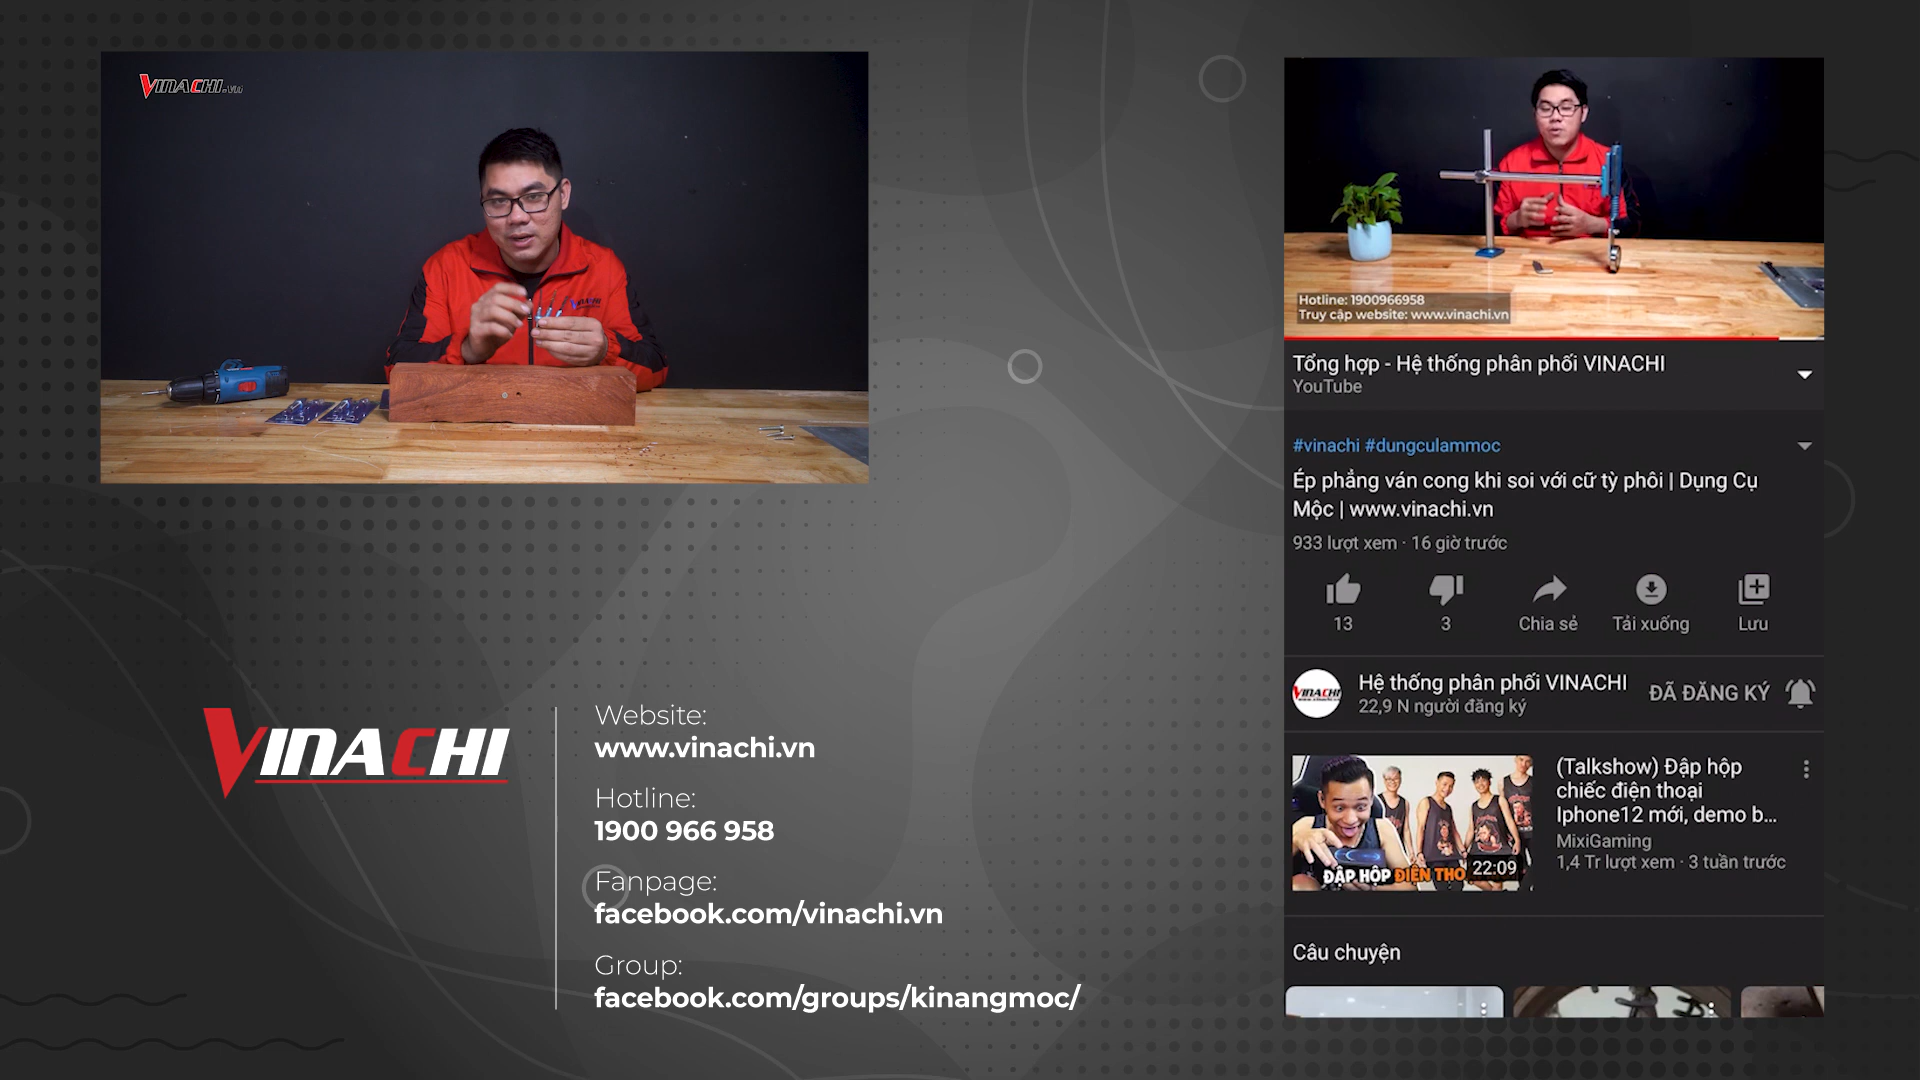 VINACHI.VN
VINACHI
Website:
www.vinachi.vn
Hotline:
1900 966 958
Fanpage:
facebook.com/vinachi.vn
Group:
facebook.com/groups/kinangmoc/
Hotline: 1900966958
Truy cập website: www.vinachi.vn
Tổng hợp - Hệ thống phân phối VINACHI
YouTube
#vinachi #dungculammoc
Ép phẳng ván cong khi soi với cữ tỳ phôi | Dụng Cụ
Mộc | www.vinachi.vn
933 lượt xem · 16 giờ trước
13
3
Chia sẻ
Tải xuống
Lưu
VINACHI
Hệ thống phân phối VINACHI
22,9 N người đăng ký
ĐÃ ĐĂNG KÝ
ĐẬP HỘP ĐIỆN THO
22:09
(Talkshow) Đập hộp
chiếc điện thoại
Iphone12 mới, demo b...
MixiGaming
1,4 Tr lượt xem · 3 tuần trước
Câu chuyện